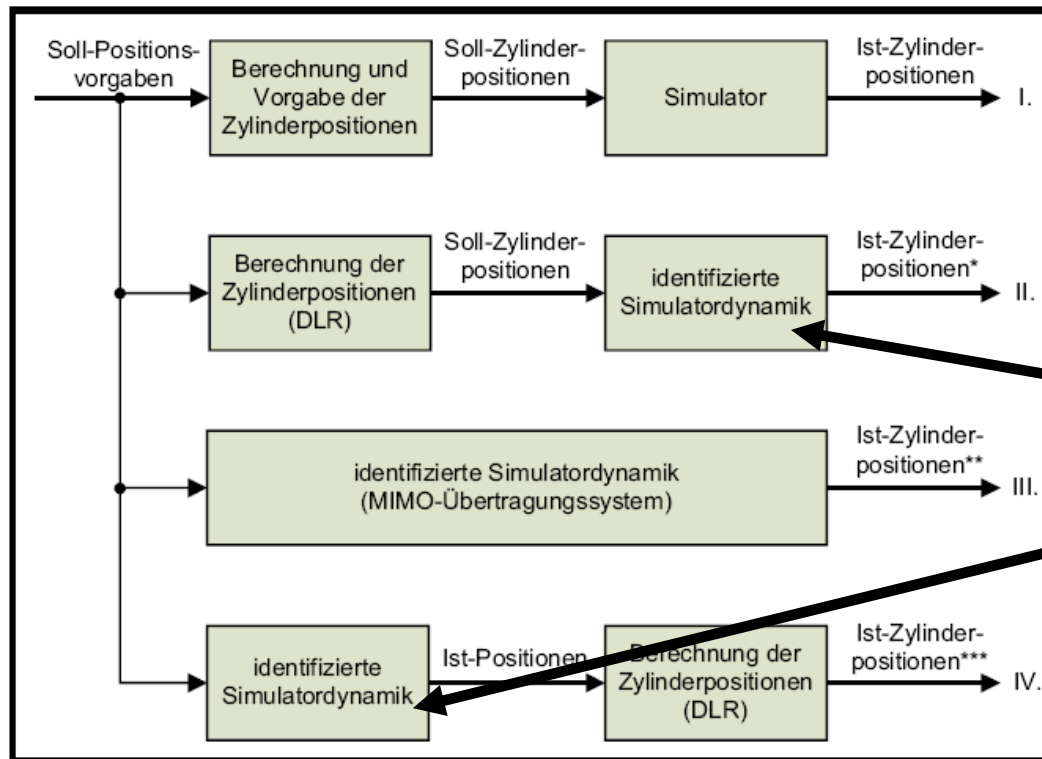 Soll-Positions-
vorgaben
Berechnung und
Vorgabe der
Zylinderpositionen
Soll-Zylinder-
positionen
Simulator
Ist-Zylinder-
positionen
I.
Berechnung der
Zylinderpositionen
(DLR)
Soll-Zylinder-
positionen
identifizierte
Simulatordynamik
Ist-Zylinder-
positionen*
II.
identifizierte Simulatordynamik
(MIMO-Übertragungssystem)
Ist-Zylinder-
positionen**
III.
identifizierte
Simulatordynamik
Ist-Positionen
Berechnung der
Zylinderpositionen
(DLR)
Ist-Zylinder-
positionen***
IV.